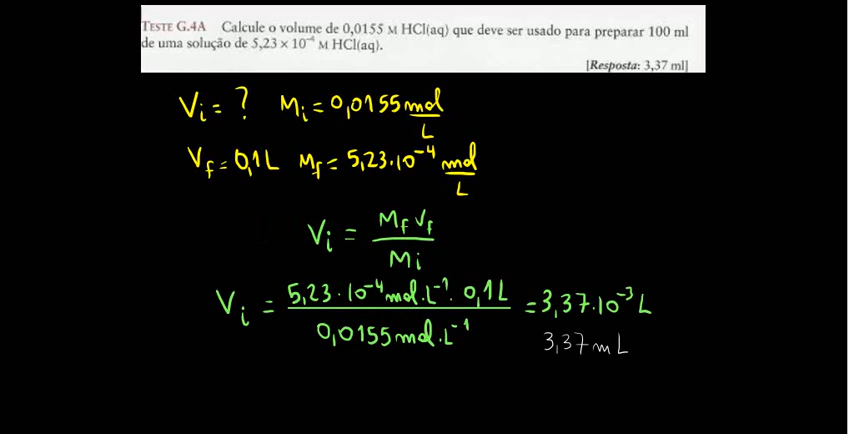 TESTE G.4A Calcule o volume de 0,0155 M HCl(aq) que deve ser usado para preparar 100 ml
de uma solução de 5,23 × 10⁻⁴ M HCl(aq).
[Resposta: 3,37 ml]
Vi = ? Mi = 0,0155 mol/L
Vf = 0,1L Mf = 5,23·10⁻⁴ mol/L
Vi = Mf Vf / Mi
Vi = 5,23·10⁻⁴ mol·L⁻¹·0,1L / 0,0155 mol·L⁻¹ = 3,37·10⁻³ L
3,37 mL